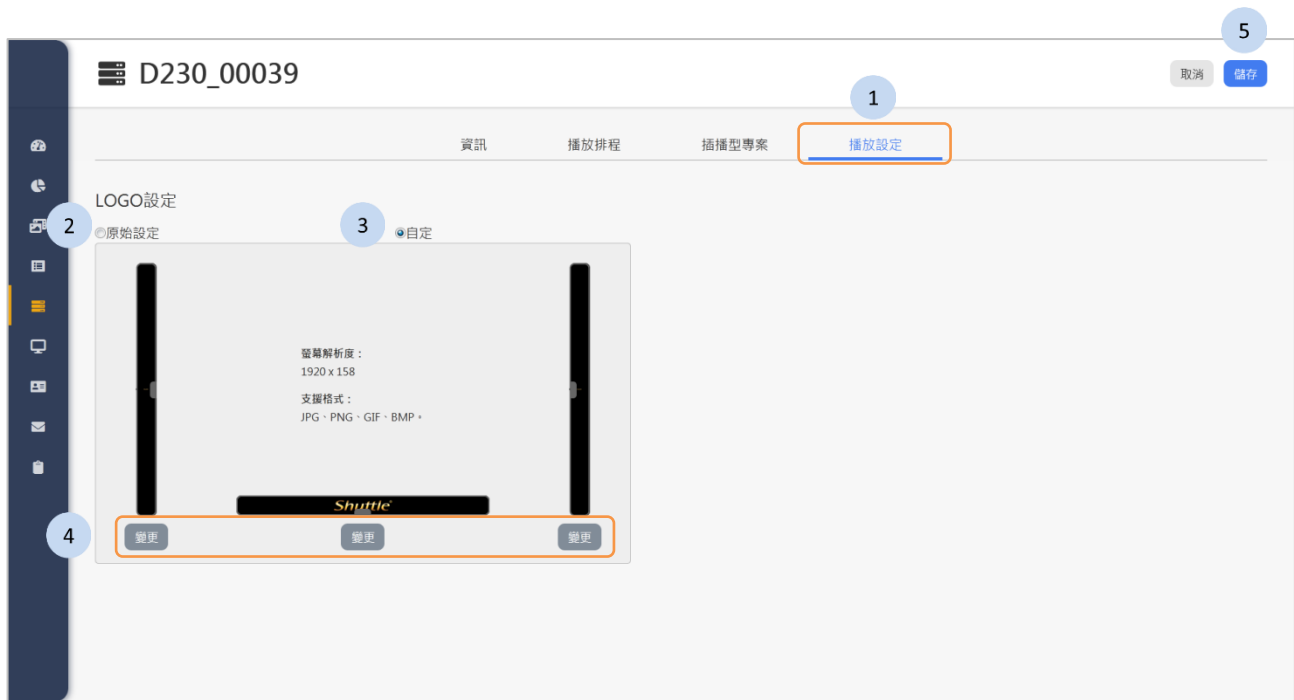 5
D230_00039
取消
儲存
1
資訊
播放排程
插播型專案
播放設定
LOGO設定
2
原始設定
3
自定
螢幕解析度：
1920 x 158
支援格式：
JPG、PNG、GIF、BMP。
Shuttle
4
變更
變更
變更